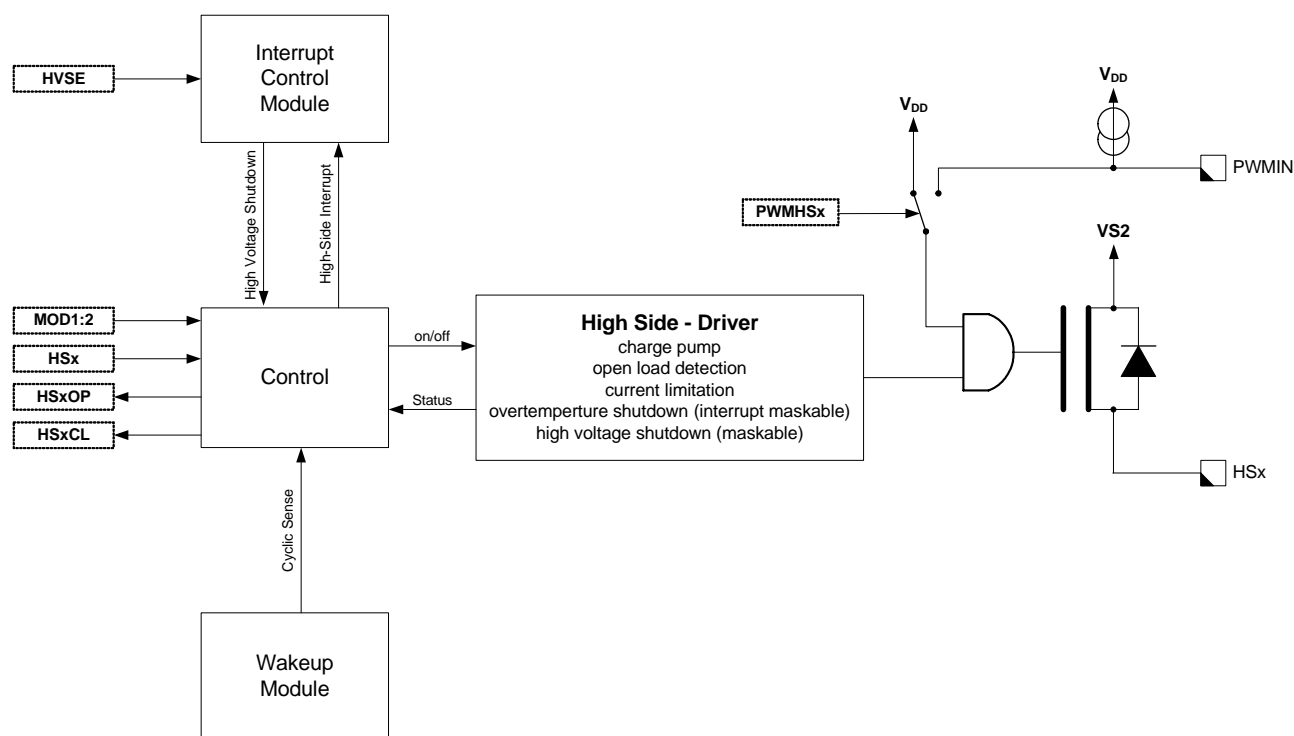 Interrupt
Control
Module
HVSE
High Voltage Shutdown
High-Side Interrupt
VDD
VDD
PWMIN
PWMHSx
VS2
MOD1:2
HSx
HSxOP
HSxCL
Control
on/off
Status
High Side - Driver
charge pump
open load detection
current limitation
overtemperture shutdown (interrupt maskable)
high voltage shutdown (maskable)
HSx
Cyclic Sense
Wakeup
Module